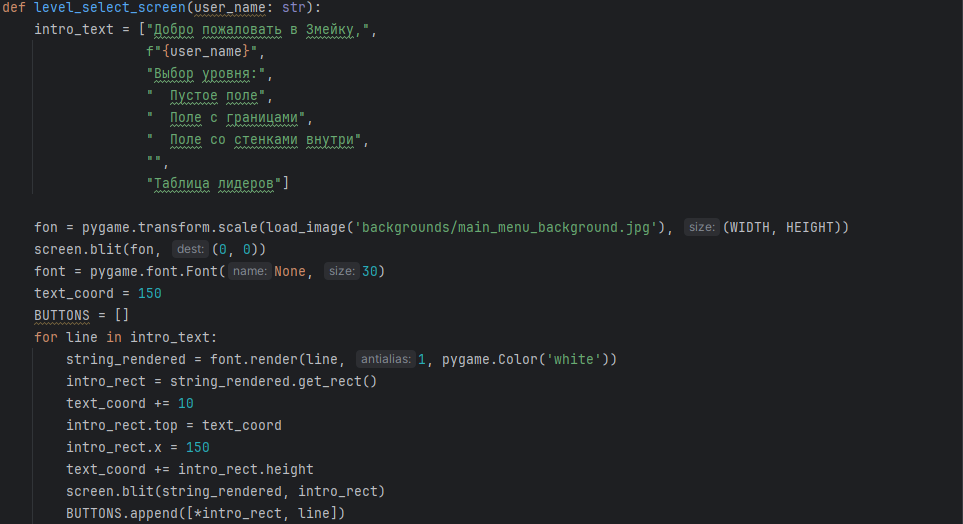 def level_select_screen(user_name: str):
    intro_text = ["Добро пожаловать в Змейку,",
                  f"{user_name}",
                  "Выбор уровня:",
                  "  Пустое поле",
                  "  Поле с границами",
                  "  Поле со стенками внутри",
                  "",
                  "Таблица лидеров"]

    fon = pygame.transform.scale(load_image('backgrounds/main_menu_background.jpg'), size: (WIDTH, HEIGHT))
    screen.blit(fon, dest: (0, 0))
    font = pygame.font.Font( name: None, size: 30)
    text_coord = 150
    BUTTONS = []
    for line in intro_text:
        string_rendered = font.render(line, antialias: 1, pygame.Color('white'))
        intro_rect = string_rendered.get_rect()
        text_coord += 10
        intro_rect.top = text_coord
        intro_rect.x = 150
        text_coord += intro_rect.height
        screen.blit(string_rendered, intro_rect)
        BUTTONS.append([*intro_rect, line])